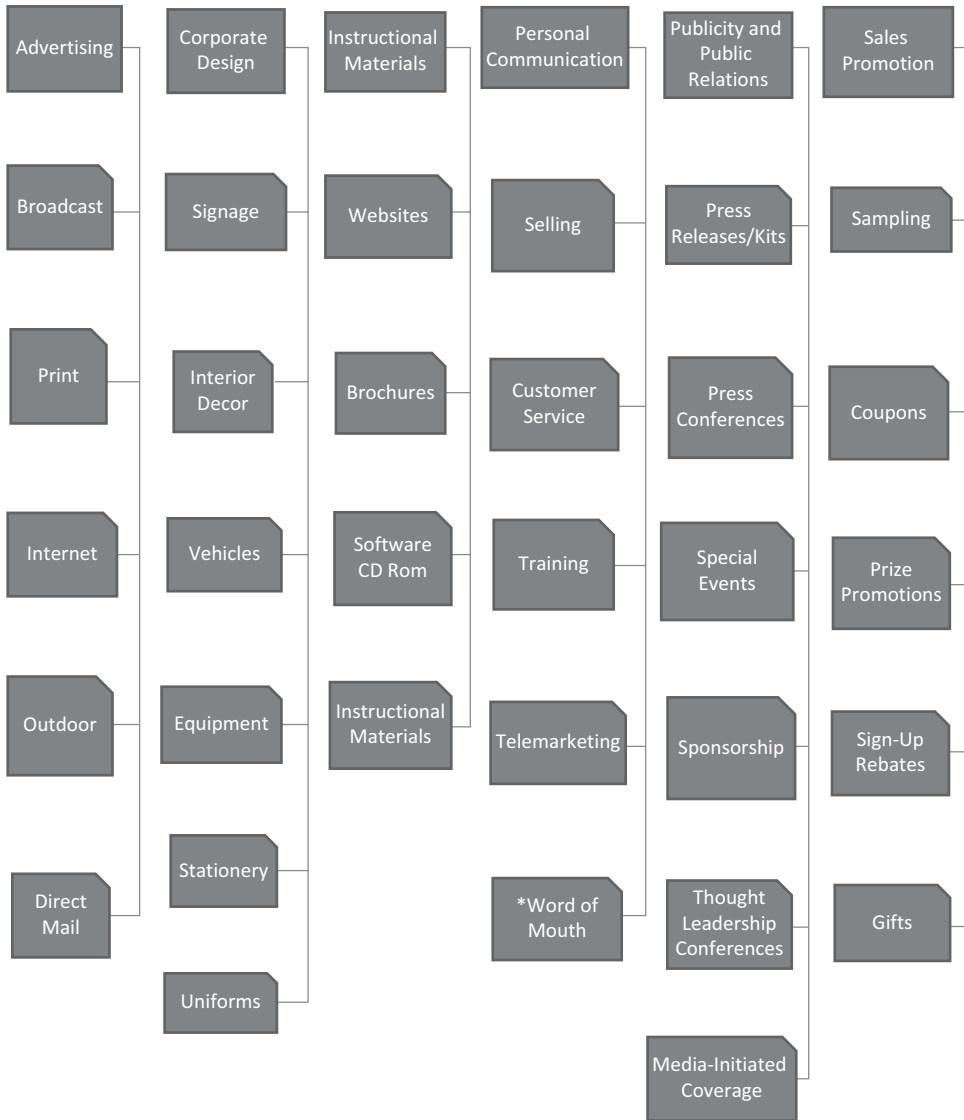 Advertising
Broadcast
Print
Internet
Outdoor
Direct
Mail
Corporate
Design
Signage
Interior
Decor
Vehicles
Equipment
Stationery
Uniforms
Instructional
Materials
Websites
Brochures
Software
CD Rom
Instructional
Materials
Personal
Communication
Selling
Customer
Service
Training
Telemarketing
*Word of
Mouth
Publicity and
Public
Relations
Press
Releases/Kits
Press
Conferences
Special
Events
Sponsorship
Thought
Leadership
Conferences
Media-Initiated
Coverage
Sales
Promotion
Sampling
Coupons
Prize
Promotions
Sign-Up
Rebates
Gifts